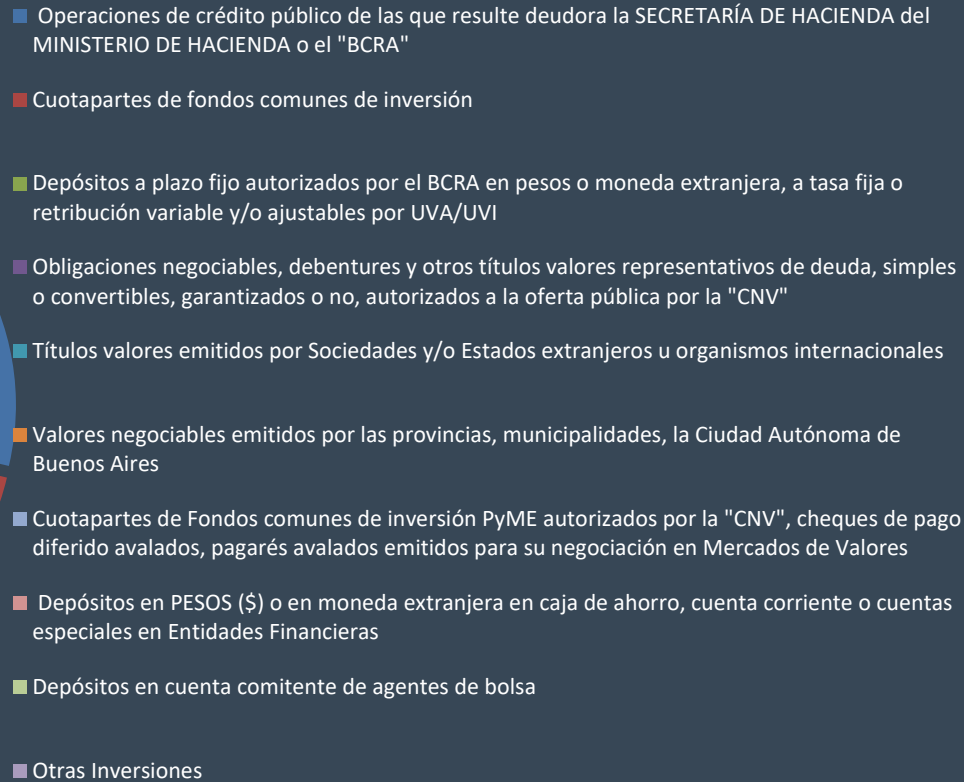 Operaciones de crédito público de las que resulte deudora la SECRETARÍA DE HACIENDA del
MINISTERIO DE HACIENDA o el "BCRA"
Cuotapartes de fondos comunes de inversión
Depósitos a plazo fijo autorizados por el BCRA en pesos o moneda extranjera, a tasa fija o
retribución variable y/o ajustables por UVA/UVI
Obligaciones negociables, debentures y otros títulos valores representativos de deuda, simples
o convertibles, garantizados o no, autorizados a la oferta pública por la "CNV"
Títulos valores emitidos por Sociedades y/o Estados extranjeros u organismos internacionales
Valores negociables emitidos por las provincias, municipalidades, la Ciudad Autónoma de
Buenos Aires
Cuotapartes de Fondos comunes de inversión PyME autorizados por la "CNV", cheques de pago
diferido avalados, pagarés avalados emitidos para su negociación en Mercados de Valores
Depósitos en PESOS ($) o en moneda extranjera en caja de ahorro, cuenta corriente o cuentas
especiales en Entidades Financieras
Depósitos en cuenta comitente de agentes de bolsa
Otras Inversiones